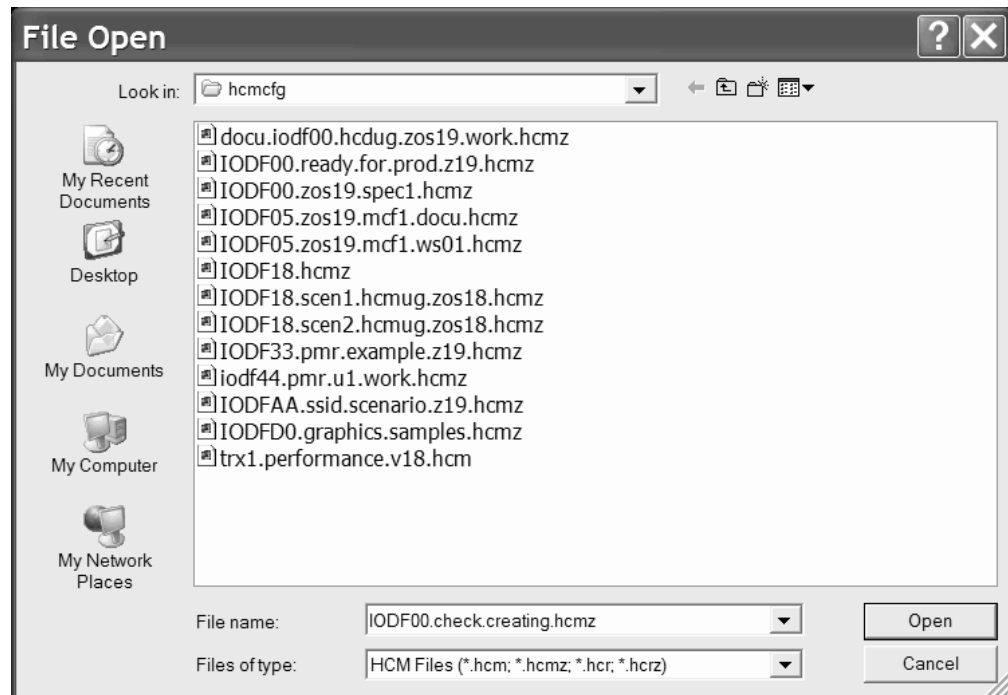 File Open
Look in: hcmcfg
My Recent
Documents
Desktop
My Documents
My Computer
My Network
Places
docu.iodf00.hcdug.zos19.work.hcmz
IODF00.ready.for.prod.z19.hcmz
IODF00.zos19.spec1.hcmz
IODF05.zos19.mcf1.docu.hcmz
IODF05.zos19.mcf1.ws01.hcmz
IODF18.hcmz
IODF18.scen1.hcmug.zos18.hcmz
IODF18.scen2.hcmug.zos18.hcmz
IODF33.pmr.example.z19.hcmz
iodf44.pmr.u1.work.hcmz
IODFAA.ssid.scenario.z19.hcmz
IODFD0.graphics.samples.hcmz
trx1.performance.v18.hcm
File name: IODF00.check.creating.hcmz Open
Files of type: HCM Files (*.hcm; *.hcmz; *.hcr; *.hcrz) Cancel